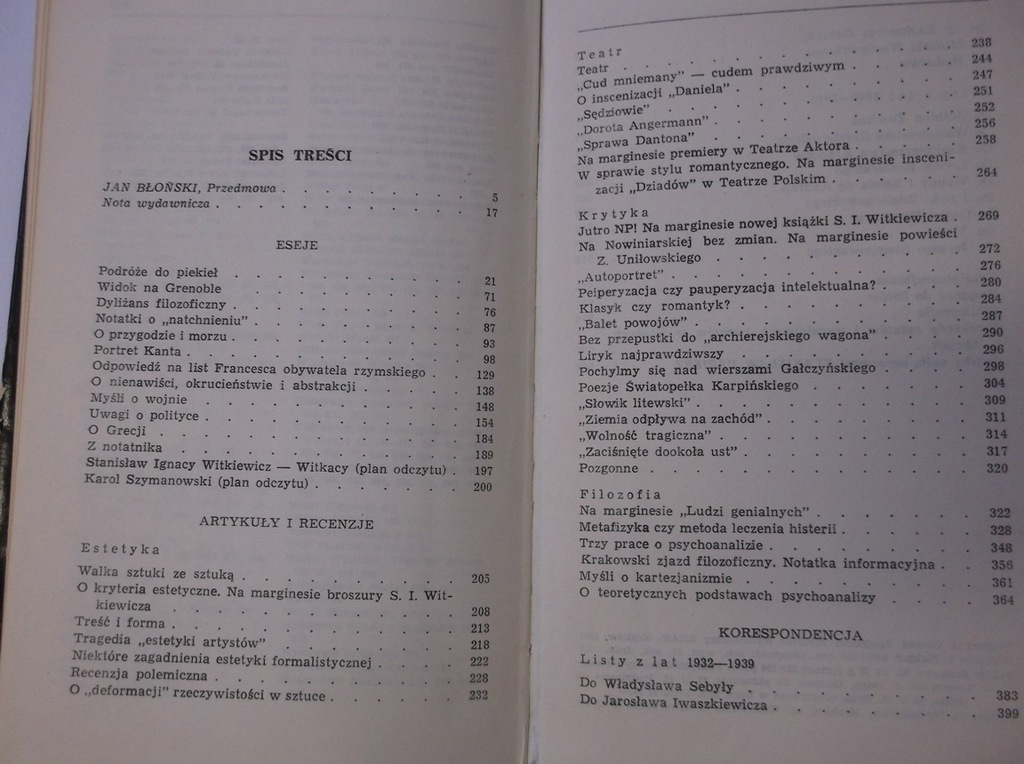 SPIS TREŚCI
JAN BŁOŃSKI, Przedmowa . . . . . . . . . 5
Nota wydawnicza . . . . . . . . . . . . 17
ESEJE
Podróże do piekieł . . . . . . . . . . . 21
Widok na Grenoble . . . . . . . . . . 71
Dyliżans filozoficzny . . . . . . . . . . . 76
Notatki o „natchnieniu” . . . . . . . . . . 87
O przygodzie i morzu . . . . . . . . . . . 93
Portret Kanta . . . . . . . . . . . . . 98
Odpowiedź na list Francesca obywatela rzymskiego . . 129
O nienawiści, okrucieństwie i abstrakcji . . . . . 138
Myśli o wojnie . . . . . . . . . . . . 148
Uwagi o polityce . . . . . . . . . . . . 154
O Grecji . . . . . . . . . . . . . . 184
Z notatnika . . . . . . . . . . . . . 189
Stanisław Ignacy Witkiewicz — Witkacy (plan odczytu) . 197
Karol Szymanowski (plan odczytu) . . . . . . . 200
ARTYKUŁY I RECENZJE
Estetyka
Walka sztuki ze sztuką . . . . . . . . . . 205
O kryteria estetyczne. Na marginesie broszury S. I. Wit-
kiewicza . . . . . . . . . . . . . 208
Treść i forma . . . . . . . . . . . . . 213
Tragedia „estetyki artystów” . . . . . . . . 218
Niektóre zagadnienia estetyki formalistycznej . . . . 222
Recenzja polemiczna . . . . . . . . . . . 228
O „deformacji” rzeczywistości w sztuce . . . . . . 232
Teatr
Teatr . . . . . . . . . . . . . . 238
„Cud mniemany” — cudem prawdziwym . . . . . 244
O inscenizacji „Daniela” . . . . . . . . . . 247
„Sędziowie” . . . . . . . . . . . . . 251
„Dorota Angermann” . . . . . . . . . . . 252
„Sprawa Dantona” . . . . . . . . . . . 256
Na marginesie premiery w Teatrze Aktora . . . . . 258
W sprawie stylu romantycznego. Na marginesie insceni-
zacji „Dziadów” w Teatrze Polskim . . . . . . 264
Krytyka
Jutro NP! Na marginesie nowej książki S. I. Witkiewicza . 269
Na Nowiniarskiej bez zmian. Na marginesie powieści
Z. Uniłowskiego . . . . . . . . . . . 272
„Autoportret” . . . . . . . . . . . . . 276
Peiperyzacja czy pauperyzacja intelektualna? . . . . 280
Klasyk czy romantyk? . . . . . . . . . . 284
„Balet powojów” . . . . . . . . . . . . 287
Bez przepustki do „archierejskiego wagona” . . . . 290
Liryk najprawdziwszy . . . . . . . . . . 296
Pochylmy się nad wierszami Gałczyńskiego . . . . 298
Poezje Światopełka Karpińskiego . . . . . . . 304
„Słowik litewski” . . . . . . . . . . . . 309
„Ziemia odpływa na zachód” . . . . . . . . . 311
„Wolność tragiczna” . . . . . . . . . . . 314
„Zaciśnięte dookoła ust” . . . . . . . . . . 317
Pozgonne . . . . . . . . . . . . . . 320
Filozofia
Na marginesie „Ludzi genialnych” . . . . . . . 322
Metafizyka czy metoda leczenia histerii . . . . . . 328
Trzy prace o psychoanalizie . . . . . . . . . 348
Krakowski zjazd filozoficzny. Notatka informacyjna . . 356
Myśli o kartezjanizmie . . . . . . . . . . 361
O teoretycznych podstawach psychoanalizy . . . . 364
KORESPONDENCJA
Listy z lat 1932—1939
Do Władysława Sebyły . . . . . . . . . . 383
Do Jarosława Iwaszkiewicza . . . . . . . . . 399